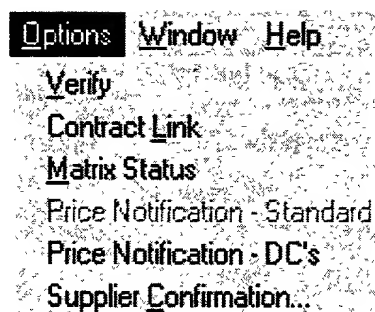 Options Window Help
Verify
Contract Link
Matrix Status
Price Notification - Standard
Price Notification - DC's
Supplier Confirmation...